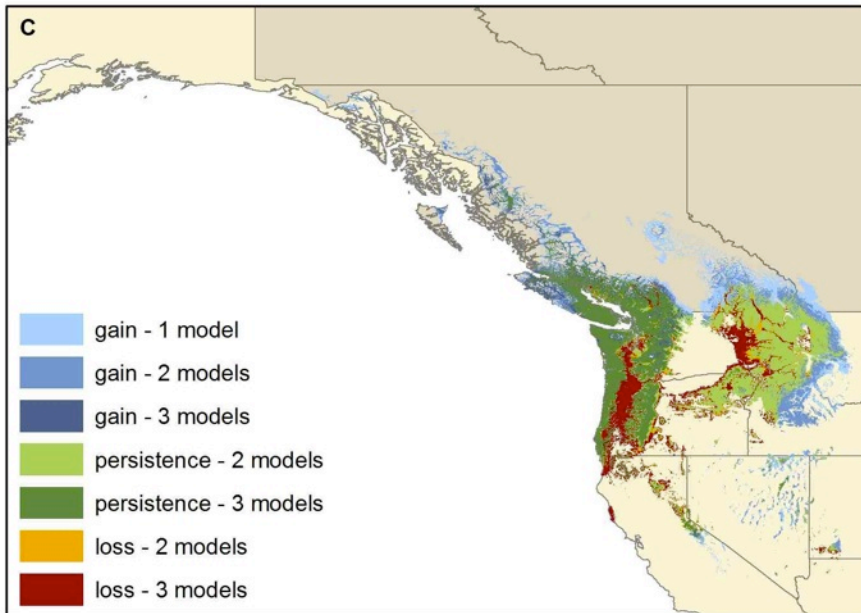 C
gain - 1 model
gain - 2 models
gain - 3 models
persistence - 2 models
persistence - 3 models
loss - 2 models
loss - 3 models